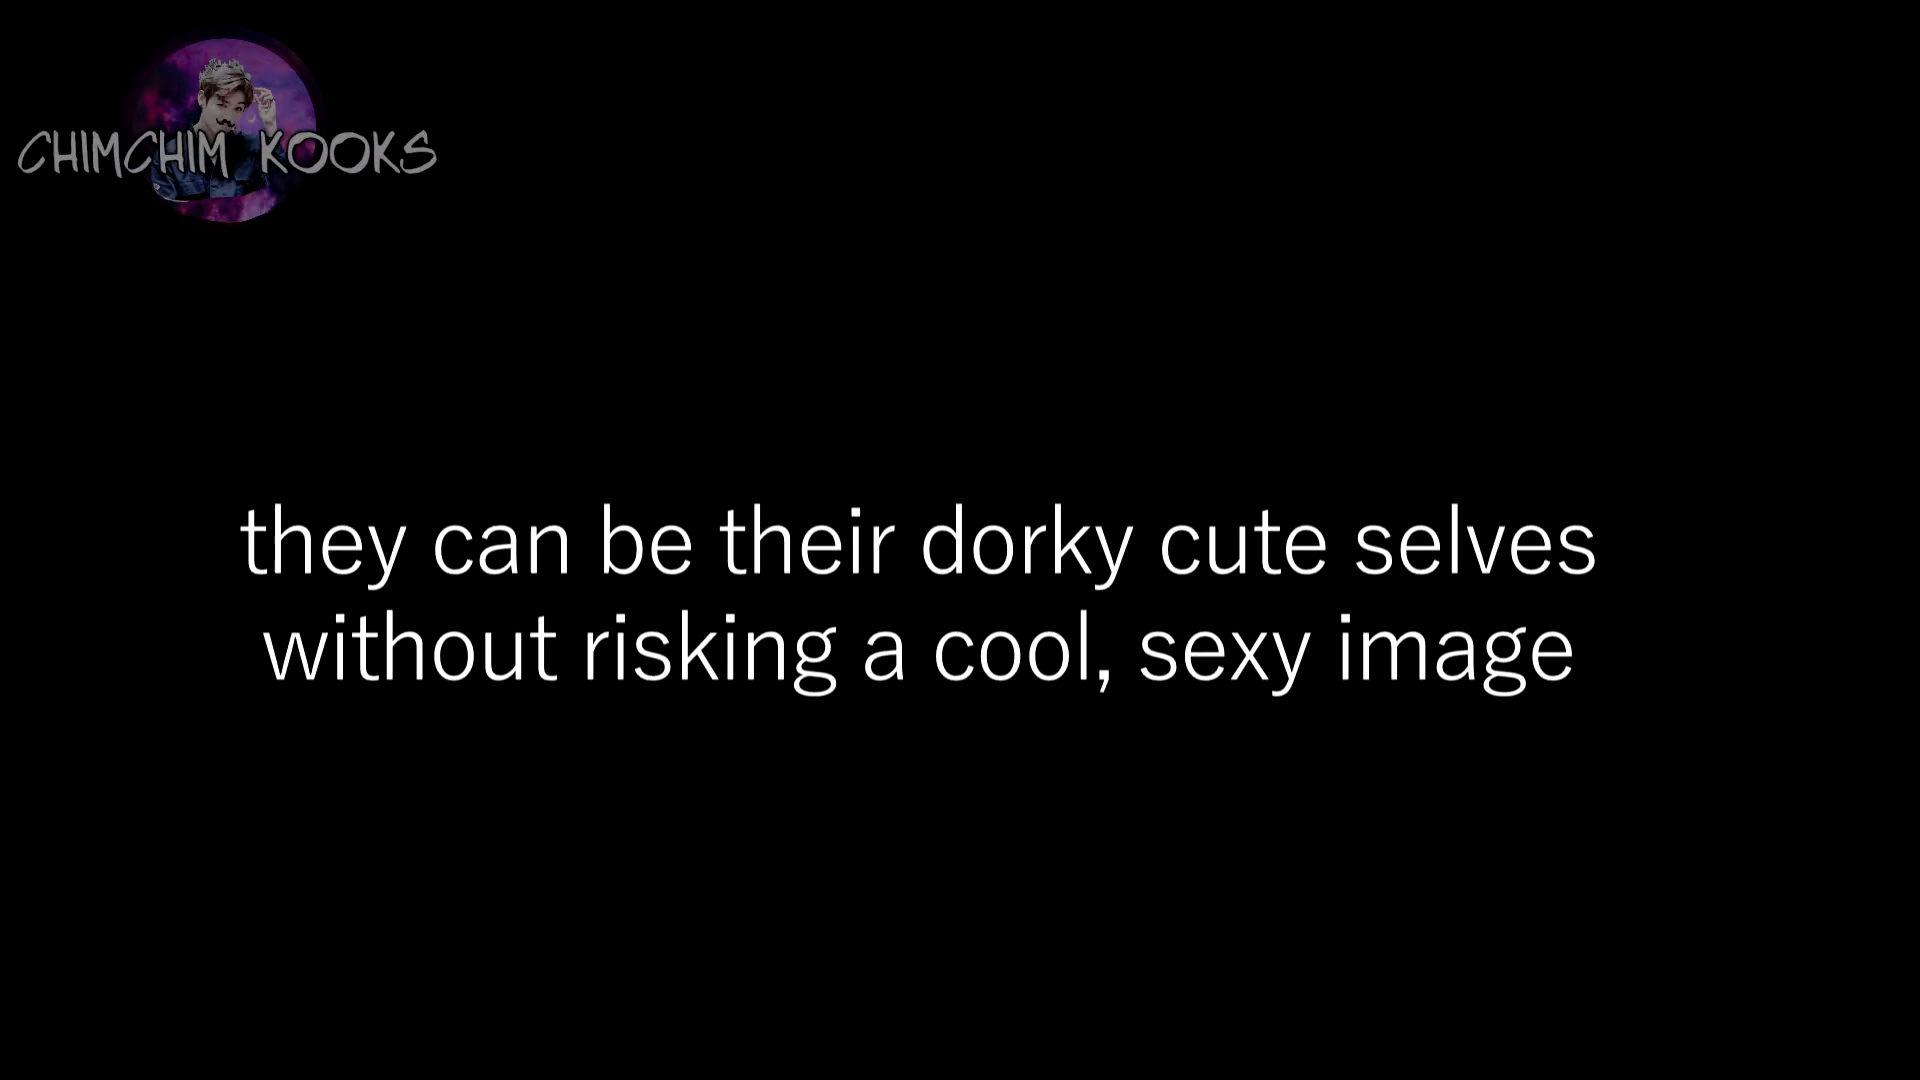 CHIMCHIM KOOKS
they can be their dorky cute selves
without risking a cool, sexy image